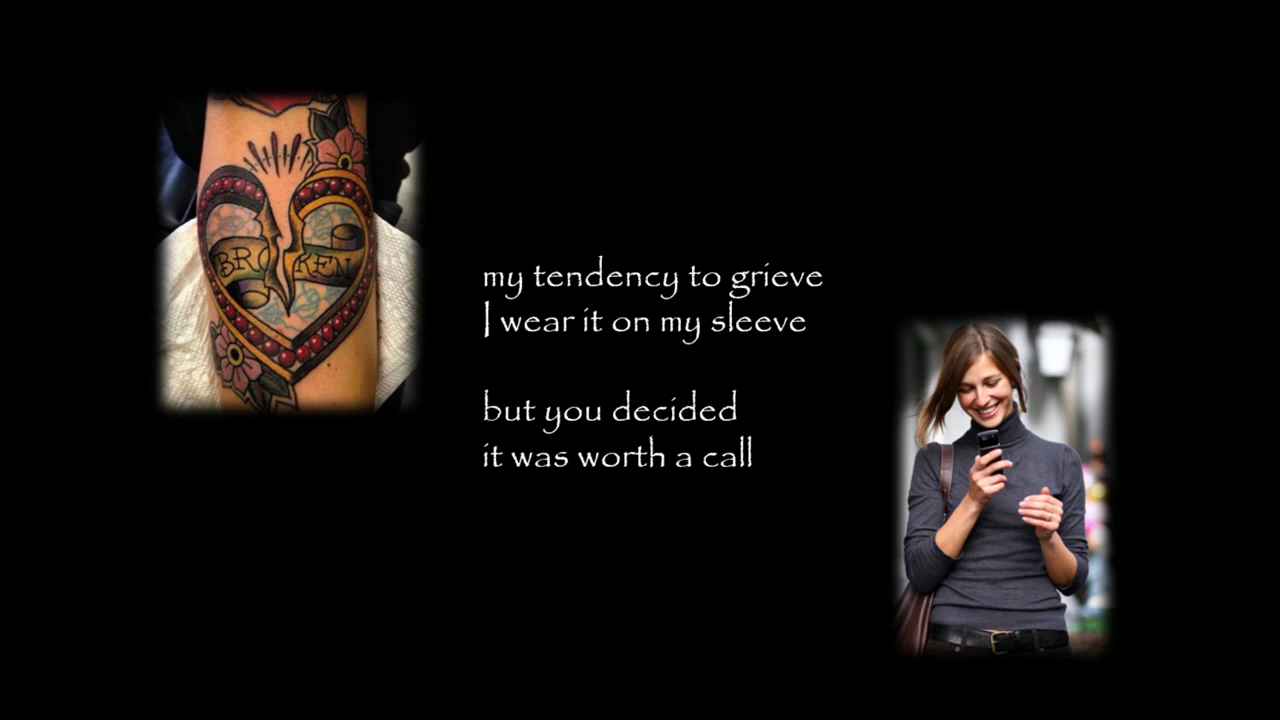 BROKEN
my tendency to grieve
I wear it on my sleeve
but you decided
it was worth a call